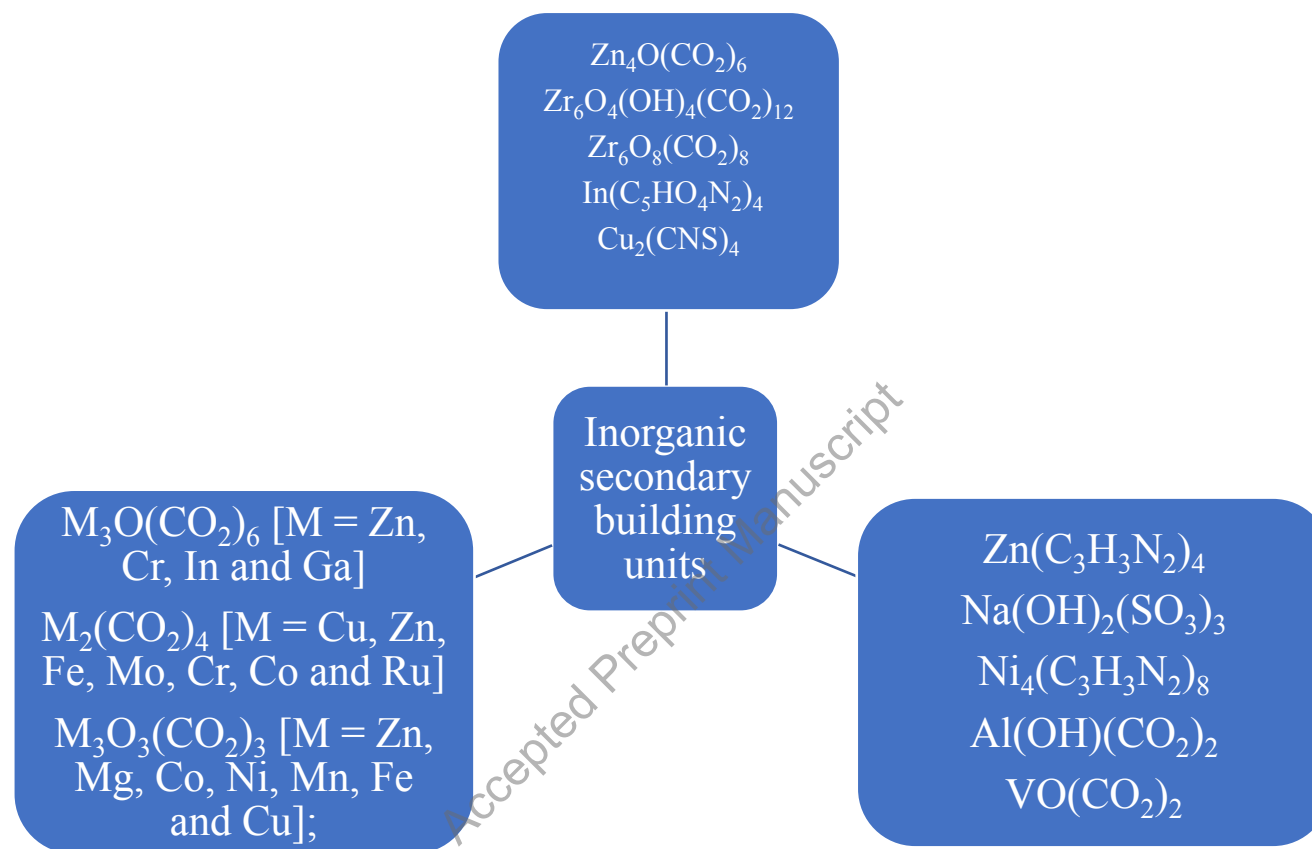 Zn₄O(CO₂)₆
Zr₆O₄(OH)₄(CO₂)₁₂
Zr₆O₈(CO₂)₈
In(C₅HO₄N₂)₄
Cu₂(CNS)₄
Inorganic
secondary
building
units
M₃O(CO₂)₆ [M = Zn,
Cr, In and Ga]
M₂(CO₂)₄ [M = Cu, Zn,
Fe, Mo, Cr, Co and Ru]
M₃O₃(CO₂)₃ [M = Zn,
Mg, Co, Ni, Mn, Fe
and Cu];
Zn(C₃H₃N₂)₄
Na(OH)₂(SO₃)₃
Ni₄(C₃H₃N₂)₈
Al(OH)(CO₂)₂
VO(CO₂)₂
Accepted Preprint Manuscript